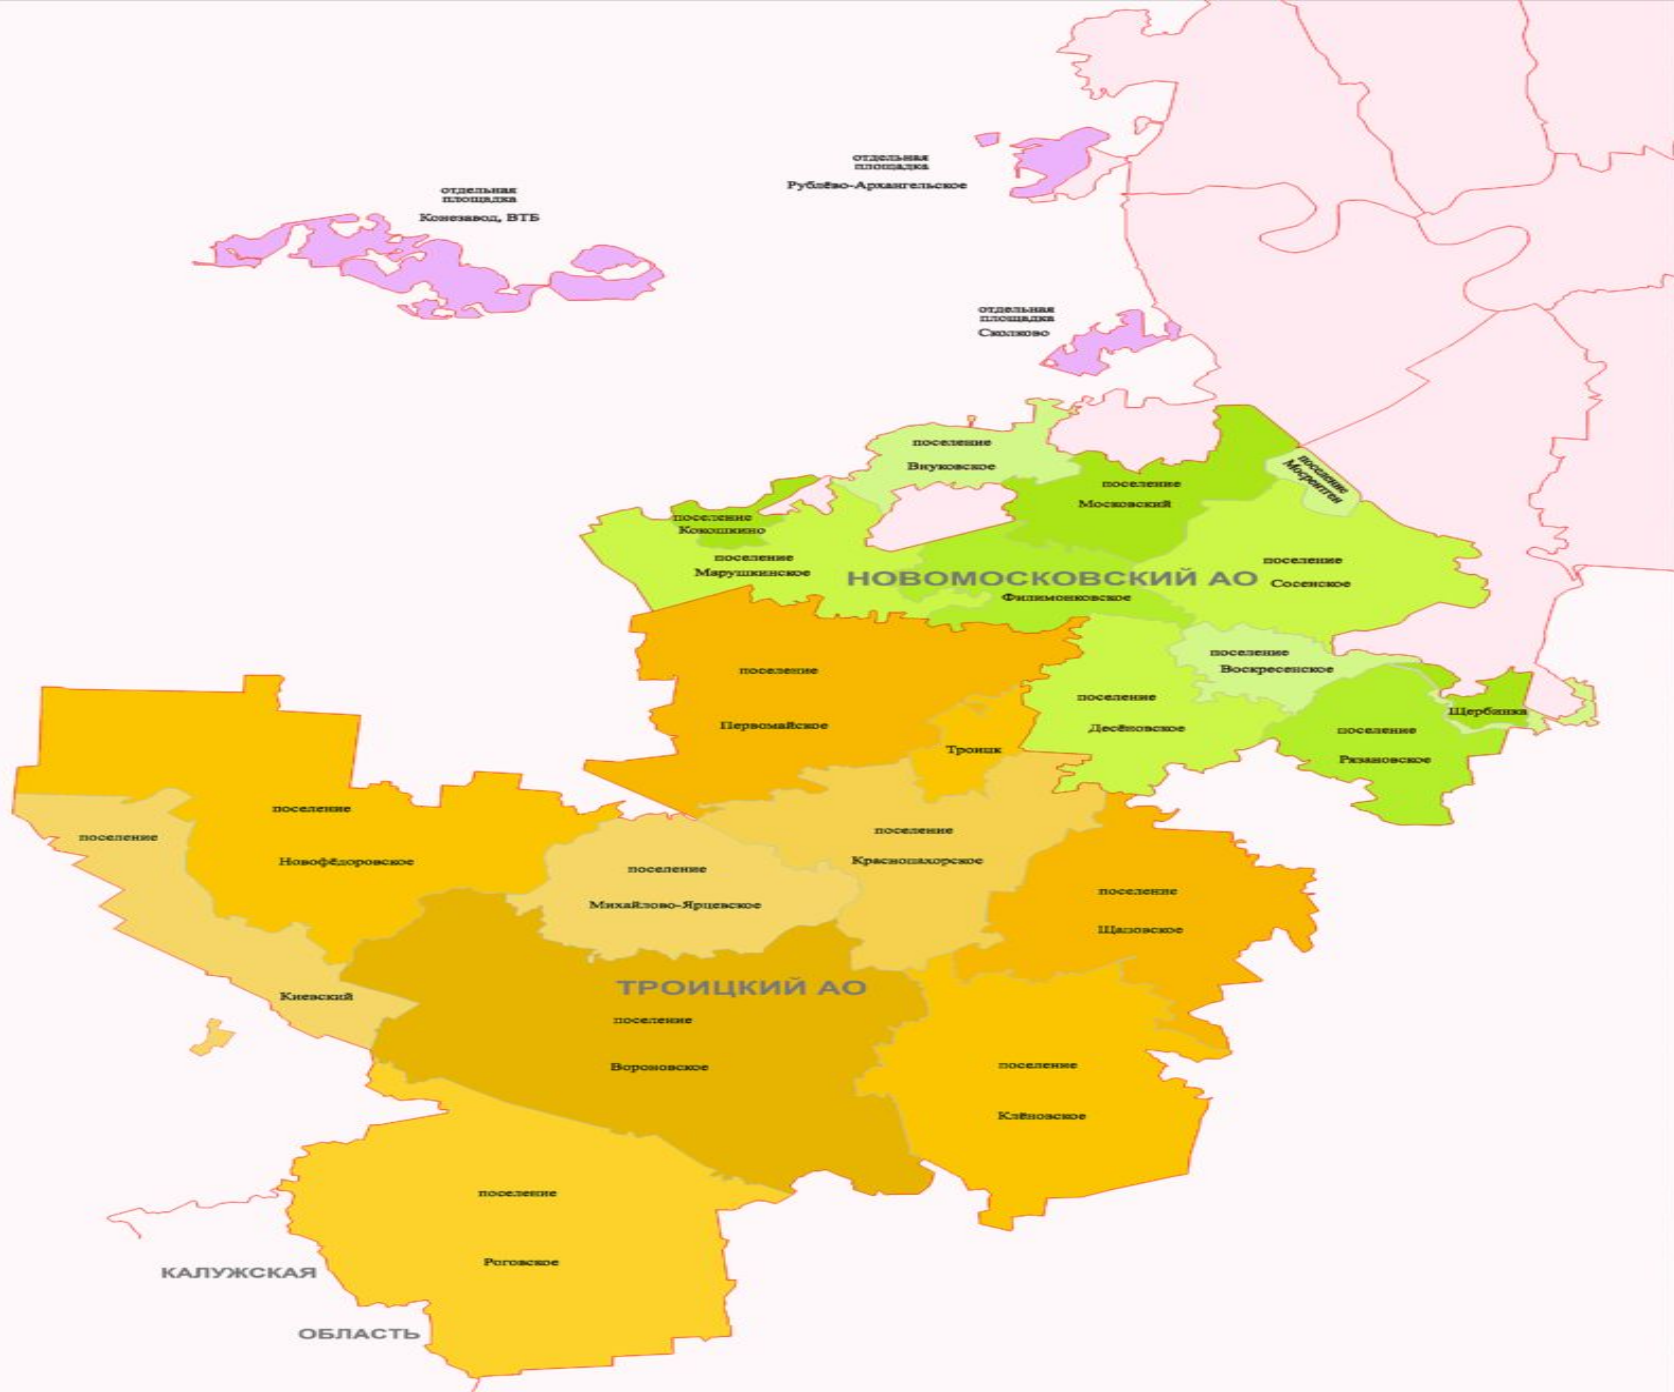 отдельная
площадка
Рублёво-Архангельское
отдельная
площадка
Конезавод, ВТБ
отдельная
площадка
Сколково
поселение
Внуковское
поселение
Мосрентген
поселение
Московский
поселение
Кокошкино
поселение
Марушкинское
поселение
Сосенское
НОВОМОСКОВСКИЙ АО
Филимонковское
поселение
Воскресенское
поселение
Первомайское
поселение
Десёновское
Щербинка
поселение
Рязановское
Троицк
поселение
Новофёдоровское
поселение
Киевский
поселение
Краснопахорское
поселение
Михайлово-Ярцевское
поселение
Щаповское
ТРОИЦКИЙ АО
поселение
Вороновское
поселение
Клёновское
поселение
Роговское
КАЛУЖСКАЯ
ОБЛАСТЬ